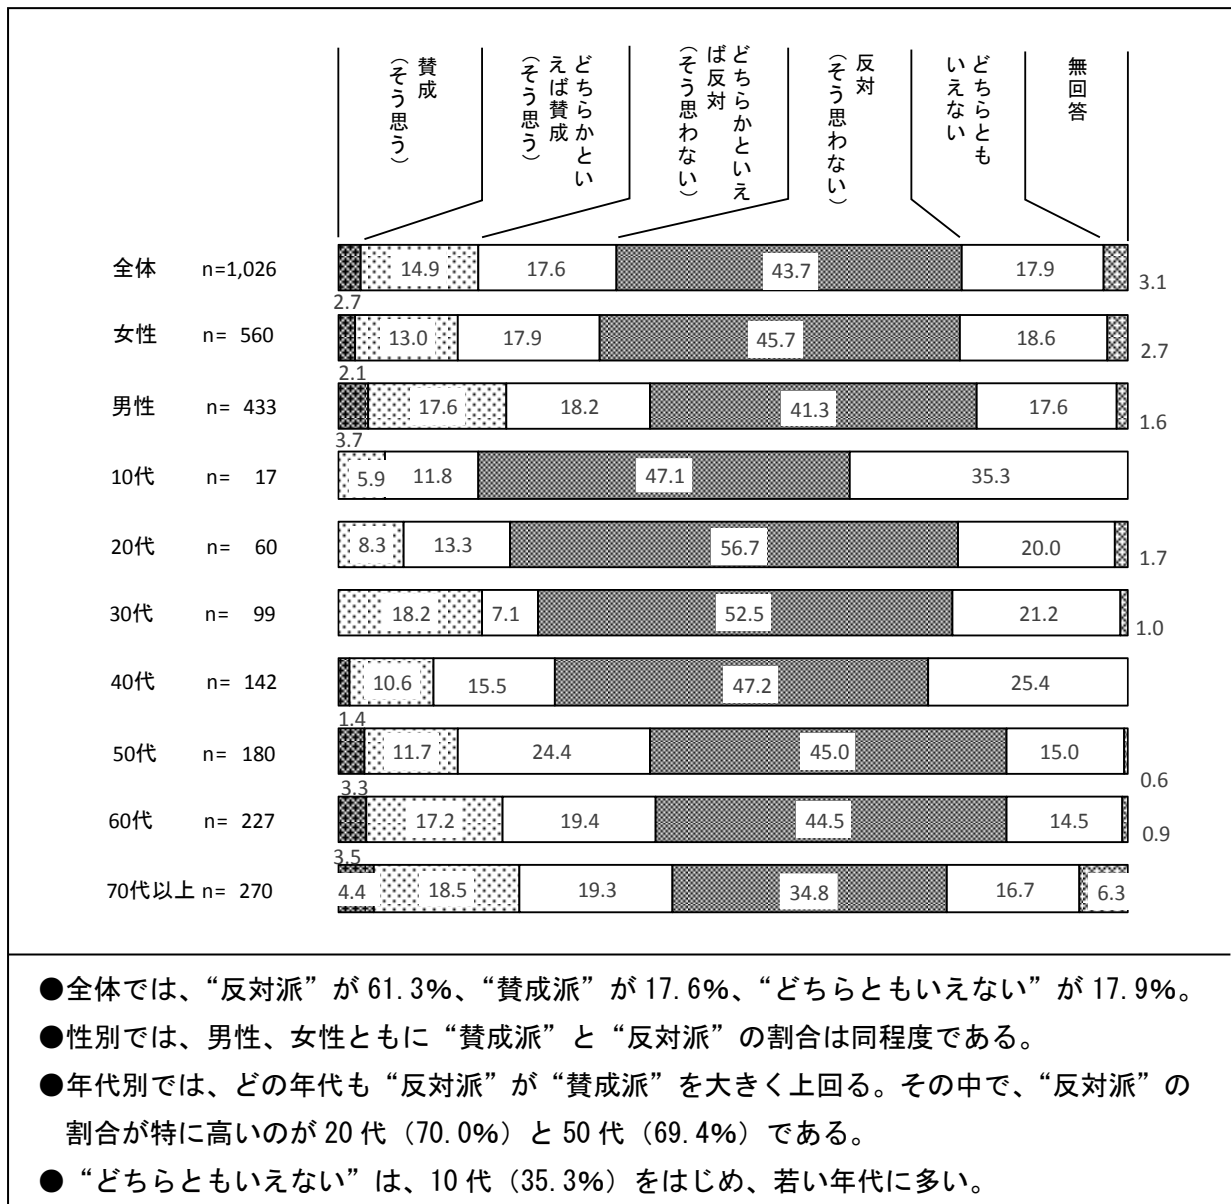 賛成
（そう思う）
どちらかとい
えば賛成
（そう思う）
どちらかといえ
ば反対
（そう思わない）
反対
（そう思わない）
どちらとも
いえない
無回答
全体 n=1,026 14.9 17.6 43.7 17.9 3.1
2.7
女性 n= 560 13.0 17.9 45.7 18.6 2.7
2.1
男性 n= 433 17.6 18.2 41.3 17.6 1.6
3.7
10代 n= 17 5.9 11.8 47.1 35.3
20代 n= 60 8.3 13.3 56.7 20.0 1.7
30代 n= 99 18.2 7.1 52.5 21.2 1.0
40代 n= 142 10.6 15.5 47.2 25.4
1.4
50代 n= 180 11.7 24.4 45.0 15.0 0.6
3.3
60代 n= 227 17.2 19.4 44.5 14.5 0.9
3.5
70代以上 n= 270 4.4 18.5 19.3 34.8 16.7 6.3
●全体では、“反対派”が 61.3%、“賛成派”が 17.6%、“どちらともいえない”が 17.9%。
●性別では、男性、女性ともに“賛成派”と“反対派”の割合は同程度である。
●年代別では、どの年代も“反対派”が“賛成派”を大きく上回る。その中で、“反対派”の
割合が特に高いのが 20 代（70.0%）と 50 代（69.4%）である。
●“どちらともいえない”は、10 代（35.3%）をはじめ、若い年代に多い。